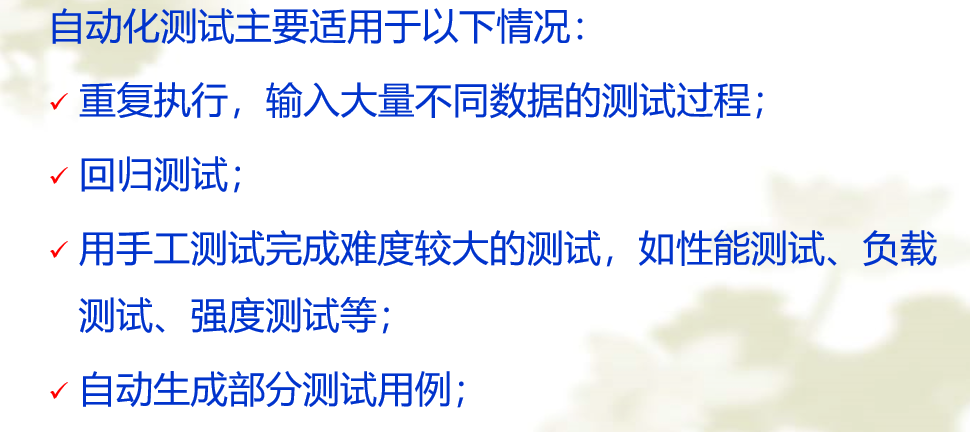 自动化测试主要适用于以下情况：
✓ 重复执行，输入大量不同数据的测试过程；
✓ 回归测试；
✓ 用手工测试完成难度较大的测试，如性能测试、负载
测试、强度测试等；
✓ 自动生成部分测试用例；